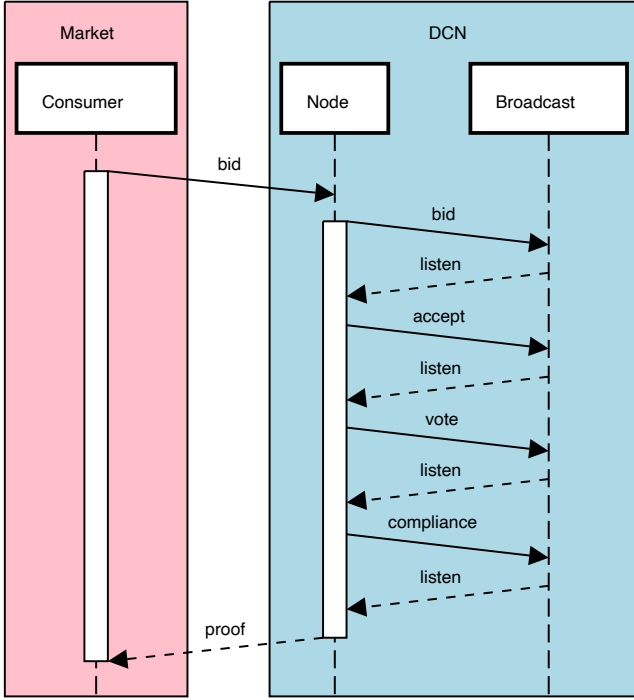 Market
DCN
Consumer
Node
Broadcast
bid
bid
listen
accept
listen
vote
listen
compliance
listen
proof